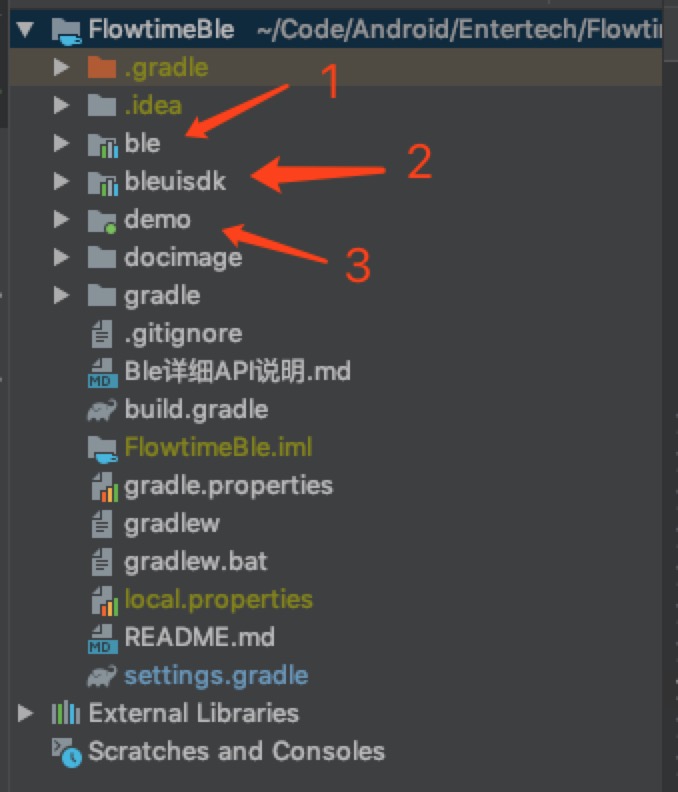 FlowtimeBle ~/Code/Android/Entertech/Flowti
.gradle
1
.idea
ble
2
bleuisdk
demo
3
docimage
gradle
.gitignore
Ble详细API说明.md
build.gradle
FlowtimeBle.iml
gradle.properties
gradlew
gradlew.bat
local.properties
MD README.md
settings.gradle
External Libraries
Scratches and Consoles